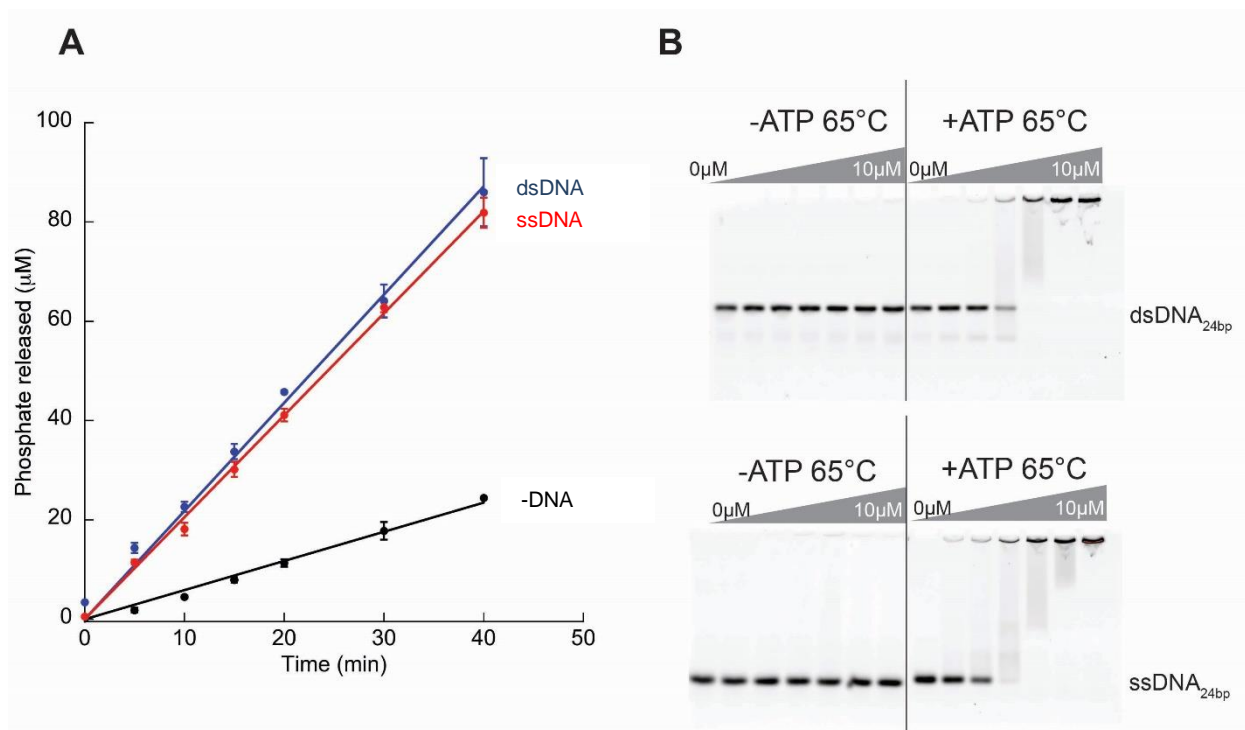 A
100
80
60
40
20
0
0
10
20
30
40
50
Phosphate released (μM)
Time (min)
dsDNA
ssDNA
-DNA
B
-ATP 65°C
+ATP 65°C
0μM
10μM
0μM
10μM
dsDNA24bp
-ATP 65°C
+ATP 65°C
0μM
10μM
0μM
10μM
ssDNA24bp